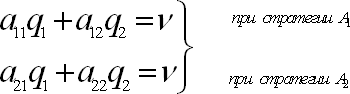 a₁₁q₁ + a₁₂q₂ = ν } при стратегии A₁
a₂₁q₁ + a₂₂q₂ = ν } при стратегии A₂